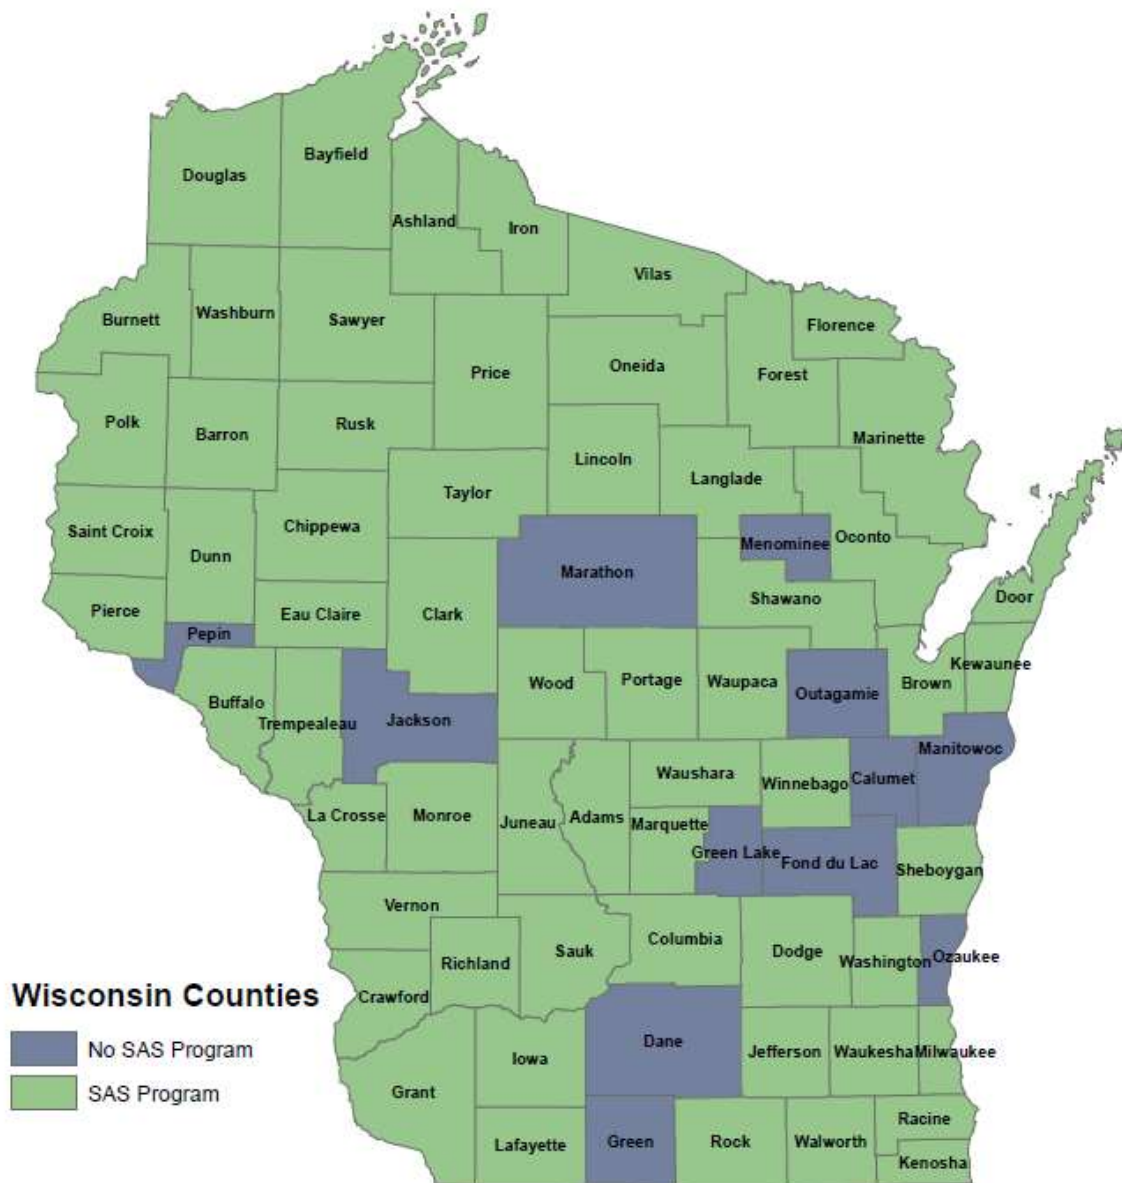 Bayfield
Douglas
Ashland
Iron
Vilas
Burnett
Washburn
Sawyer
Florence
Price
Oneida
Forest
Polk
Barron
Rusk
Marinette
Lincoln
Langlade
Taylor
Saint Croix
Chippewa
Dunn
Menominee
Oconto
Marathon
Shawano
Door
Pierce
Eau Claire
Clark
Pepin
Kewaunee
Wood
Portage
Waupaca
Brown
Outagamie
Buffalo
Trempealeau
Jackson
Manitowoc
Waushara
Winnebago
Calumet
La Crosse
Monroe
Juneau
Adams
Marquette
Green Lake
Fond du Lac
Sheboygan
Vernon
Columbia
Sauk
Dodge
Richland
Washington
Ozaukee
Crawford
Wisconsin Counties
No SAS Program
SAS Program
Dane
Iowa
Jefferson
Waukesha
Milwaukee
Grant
Racine
Lafayette
Green
Rock
Walworth
Kenosha